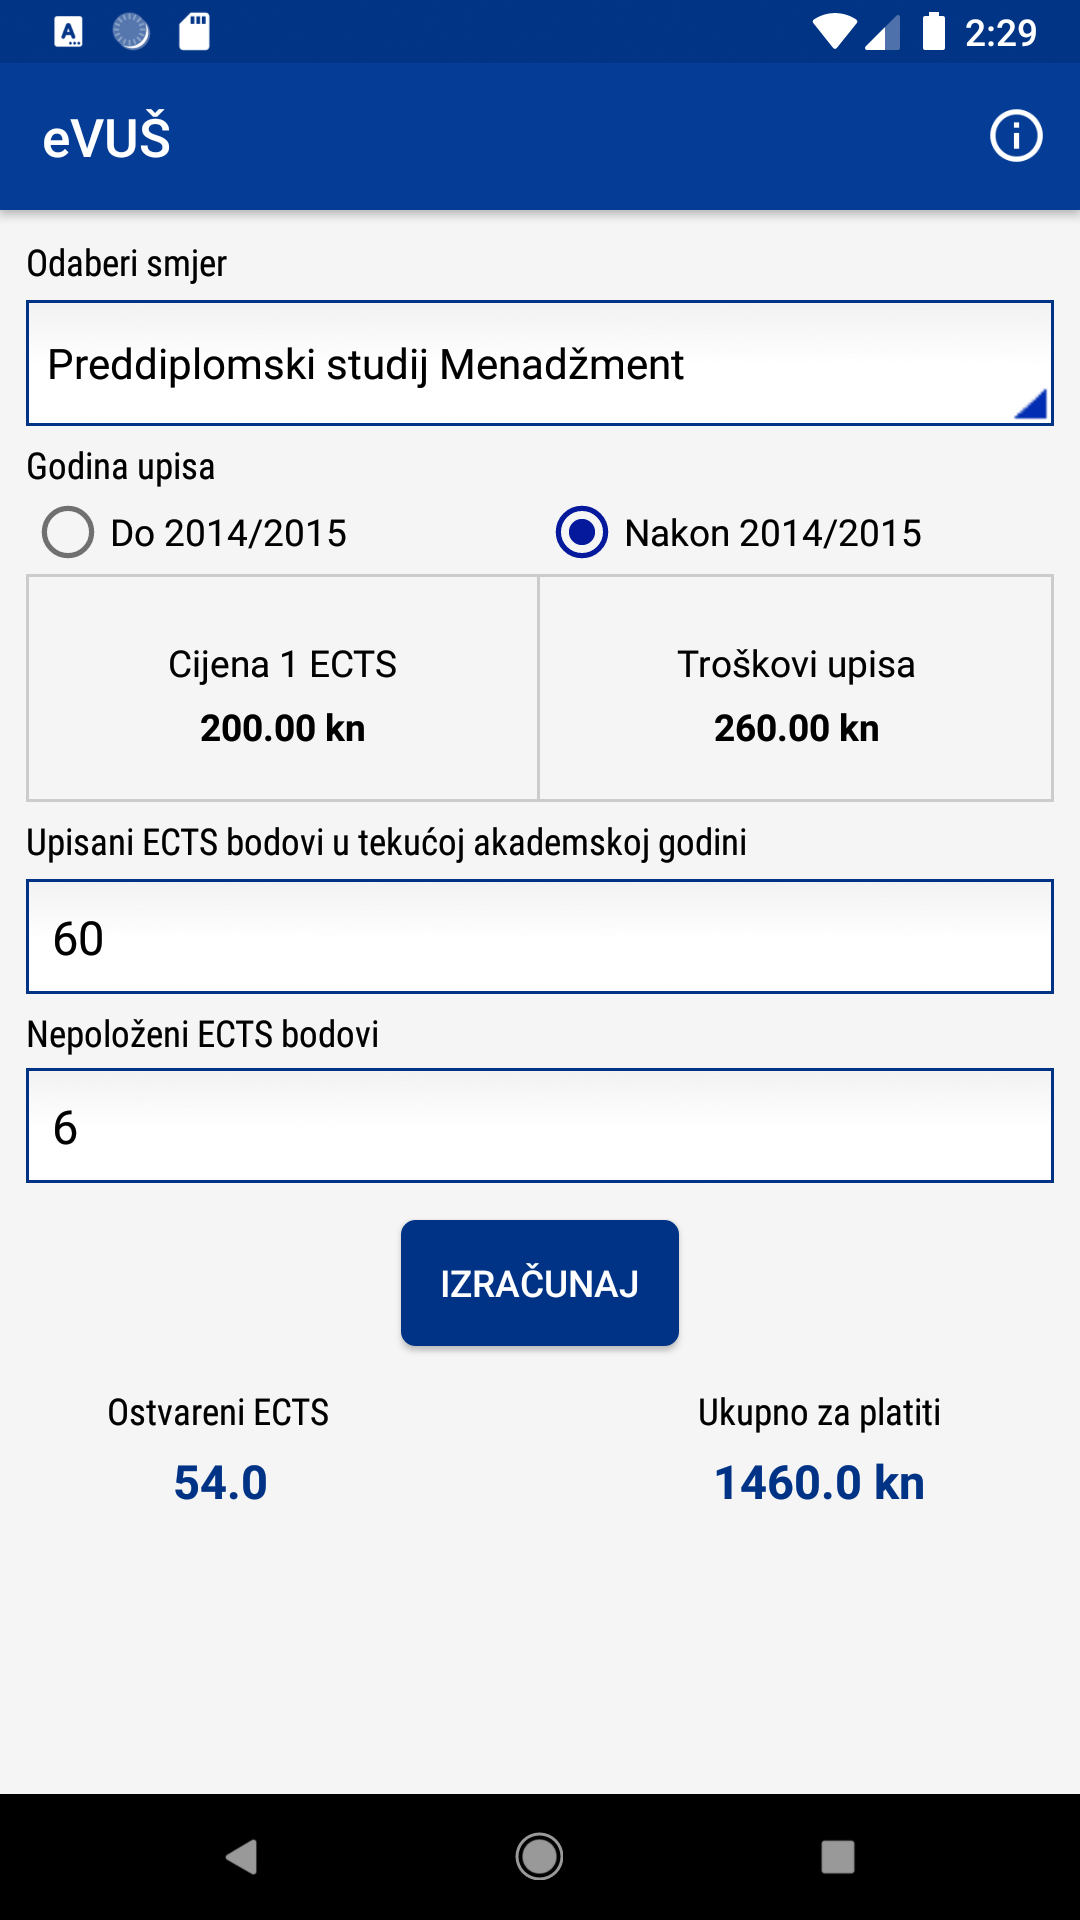 2:29
eVUŠ
Odaberi smjer
Preddiplomski studij Menadžment
Godina upisa
Do 2014/2015
Nakon 2014/2015
Cijena 1 ECTS
200.00 kn
Troškovi upisa
260.00 kn
Upisani ECTS bodovi u tekućoj akademskoj godini
60
Nepoloženi ECTS bodovi
6
IZRAČUNAJ
Ostvareni ECTS
54.0
Ukupno za platiti
1460.0 kn